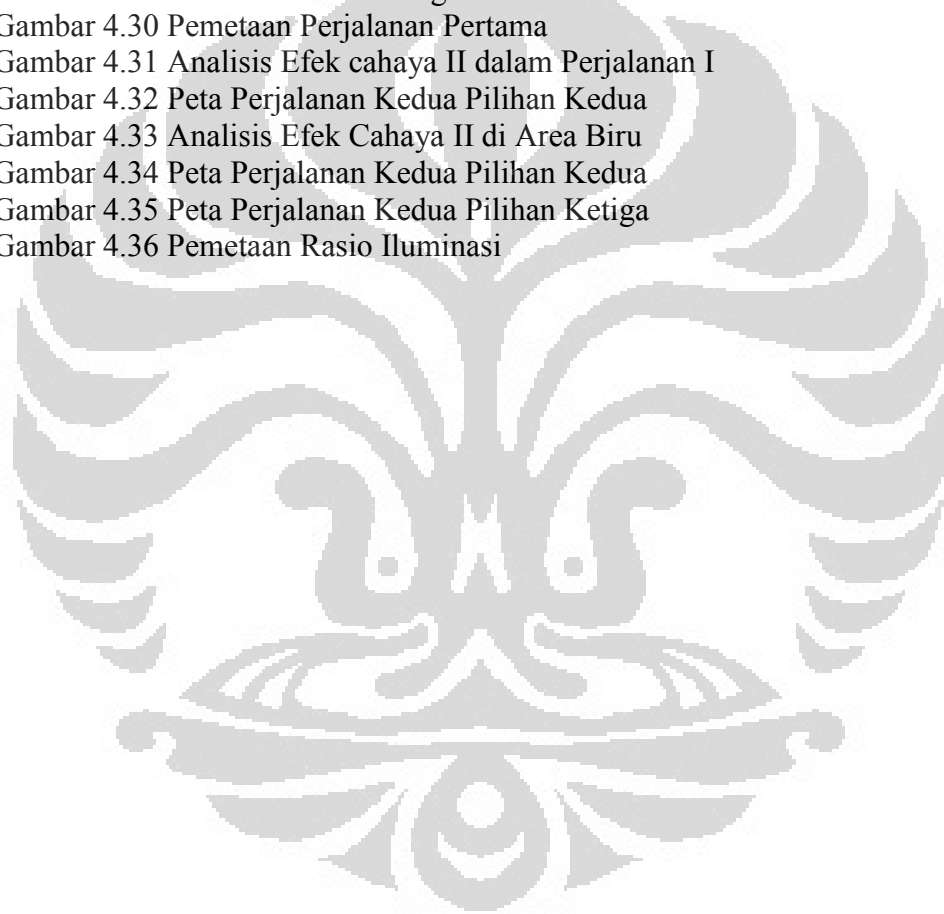 Gambar 4.30 Pemetaan Perjalanan Pertama
Gambar 4.31 Analisis Efek cahaya II dalam Perjalanan I
Gambar 4.32 Peta Perjalanan Kedua Pilihan Kedua
Gambar 4.33 Analisis Efek Cahaya II di Area Biru
Gambar 4.34 Peta Perjalanan Kedua Pilihan Kedua
Gambar 4.35 Peta Perjalanan Kedua Pilihan Ketiga
Gambar 4.36 Pemetaan Rasio Iluminasi